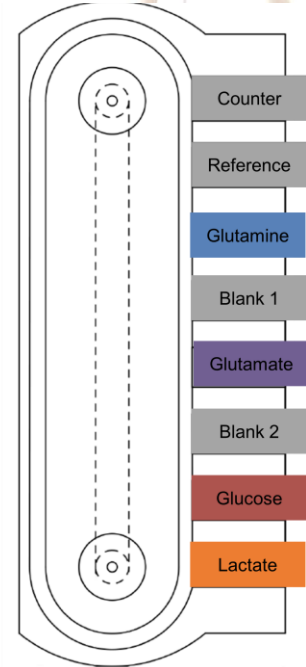 Counter
Reference
Glutamine
Blank 1
Glutamate
Blank 2
Glucose
Lactate